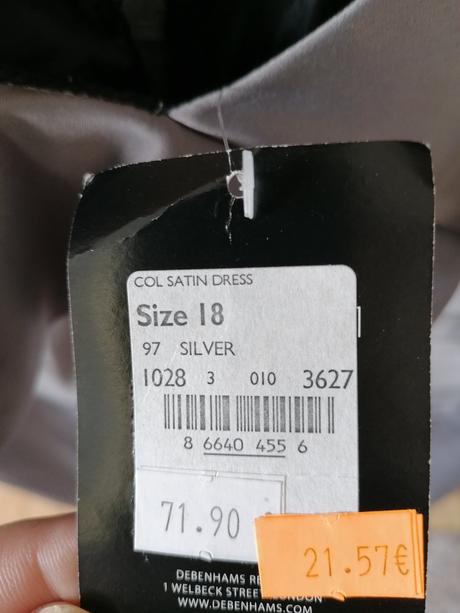 COL SATIN DRESS
Size 18
97 SILVER
1028 3 010 3627
8 6640 455 6
71.90
21.57€
DEBENHAMS
1 WELBECK STREET LONDON
WWW.DEBENHAMS.COM